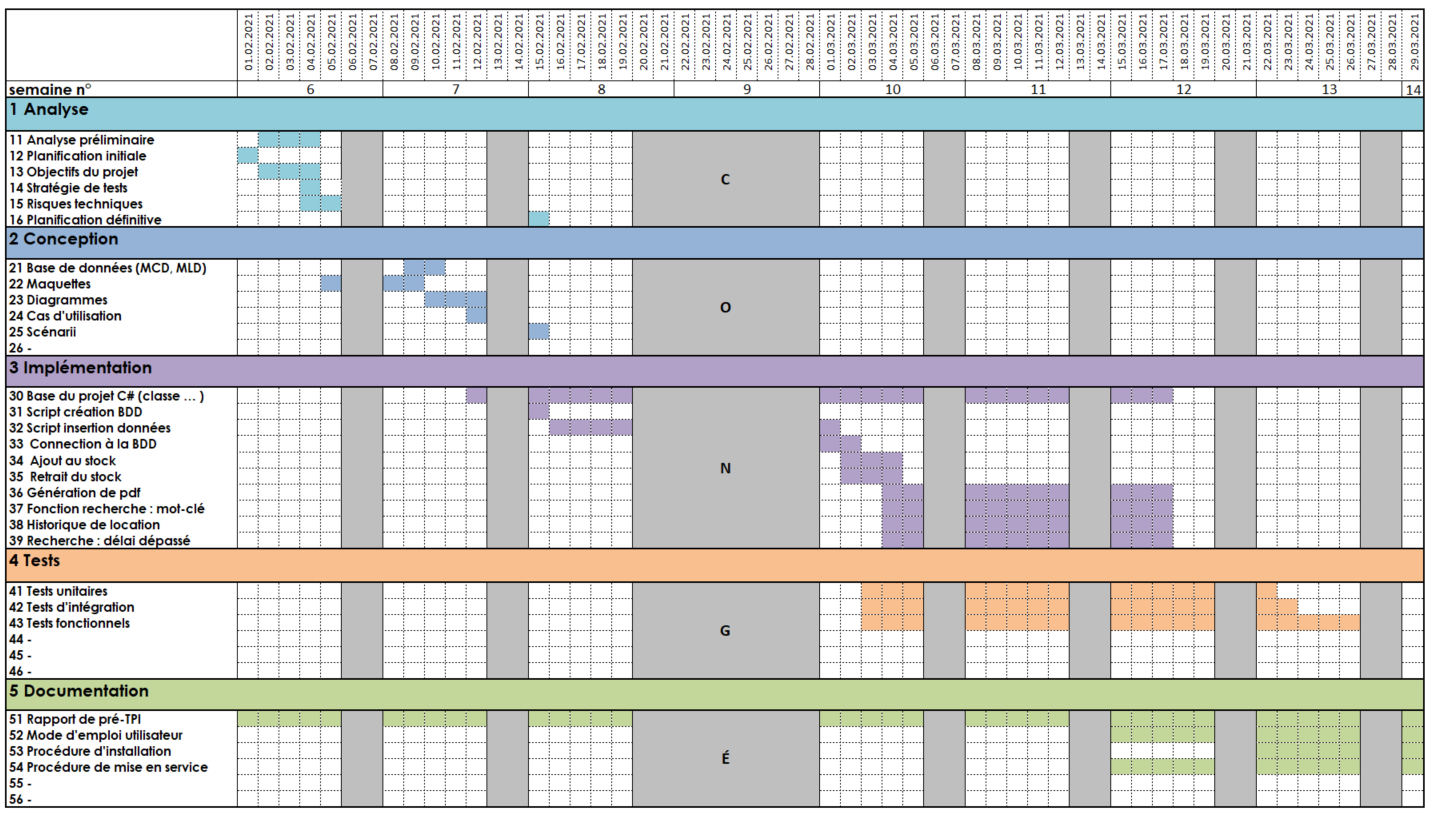 01.02.2021 02.02.2021 03.02.2021 04.02.2021 05.02.2021 06.02.2021 07.02.2021 08.02.2021 09.02.2021 10.02.2021 11.02.2021 12.02.2021 13.02.2021 14.02.2021 15.02.2021 16.02.2021 17.02.2021 18.02.2021 19.02.2021 20.02.2021 21.02.2021 22.02.2021 23.02.2021 24.02.2021 25.02.2021 26.02.2021 27.02.2021 28.02.2021 01.03.2021 02.03.2021 03.03.2021 04.03.2021 05.03.2021 06.03.2021 07.03.2021 08.03.2021 09.03.2021 10.03.2021 11.03.2021 12.03.2021 13.03.2021 14.03.2021 15.03.2021 16.03.2021 17.03.2021 18.03.2021 19.03.2021 20.03.2021 21.03.2021 22.03.2021 23.03.2021 24.03.2021 25.03.2021 26.03.2021 27.03.2021 28.03.2021 29.03.2021
semaine n° 6 7 8 9 10 11 12 13 14
1 Analyse
11 Analyse préliminaire
12 Planification initiale
13 Objectifs du projet
C
14 Stratégie de tests
15 Risques techniques
16 Planification définitive
2 Conception
21 Base de données (MCD, MLD)
22 Maquettes
23 Diagrammes
O
24 Cas d'utilisation
25 Scénarii
26 -
3 Implémentation
30 Base du projet C# (classe … )
31 Script création BDD
32 Script insertion données
33 Connection à la BDD
34 Ajout au stock
N
35 Retrait du stock
36 Génération de pdf
37 Fonction recherche : mot-clé
38 Historique de location
39 Recherche : délai dépassé
4 Tests
41 Tests unitaires
42 Tests d'intégration
43 Tests fonctionnels
G
44 -
45 -
46 -
5 Documentation
51 Rapport de pré-TPI
52 Mode d'emploi utilisateur
53 Procédure d'installation
É
54 Procédure de mise en service
55 -
56 -